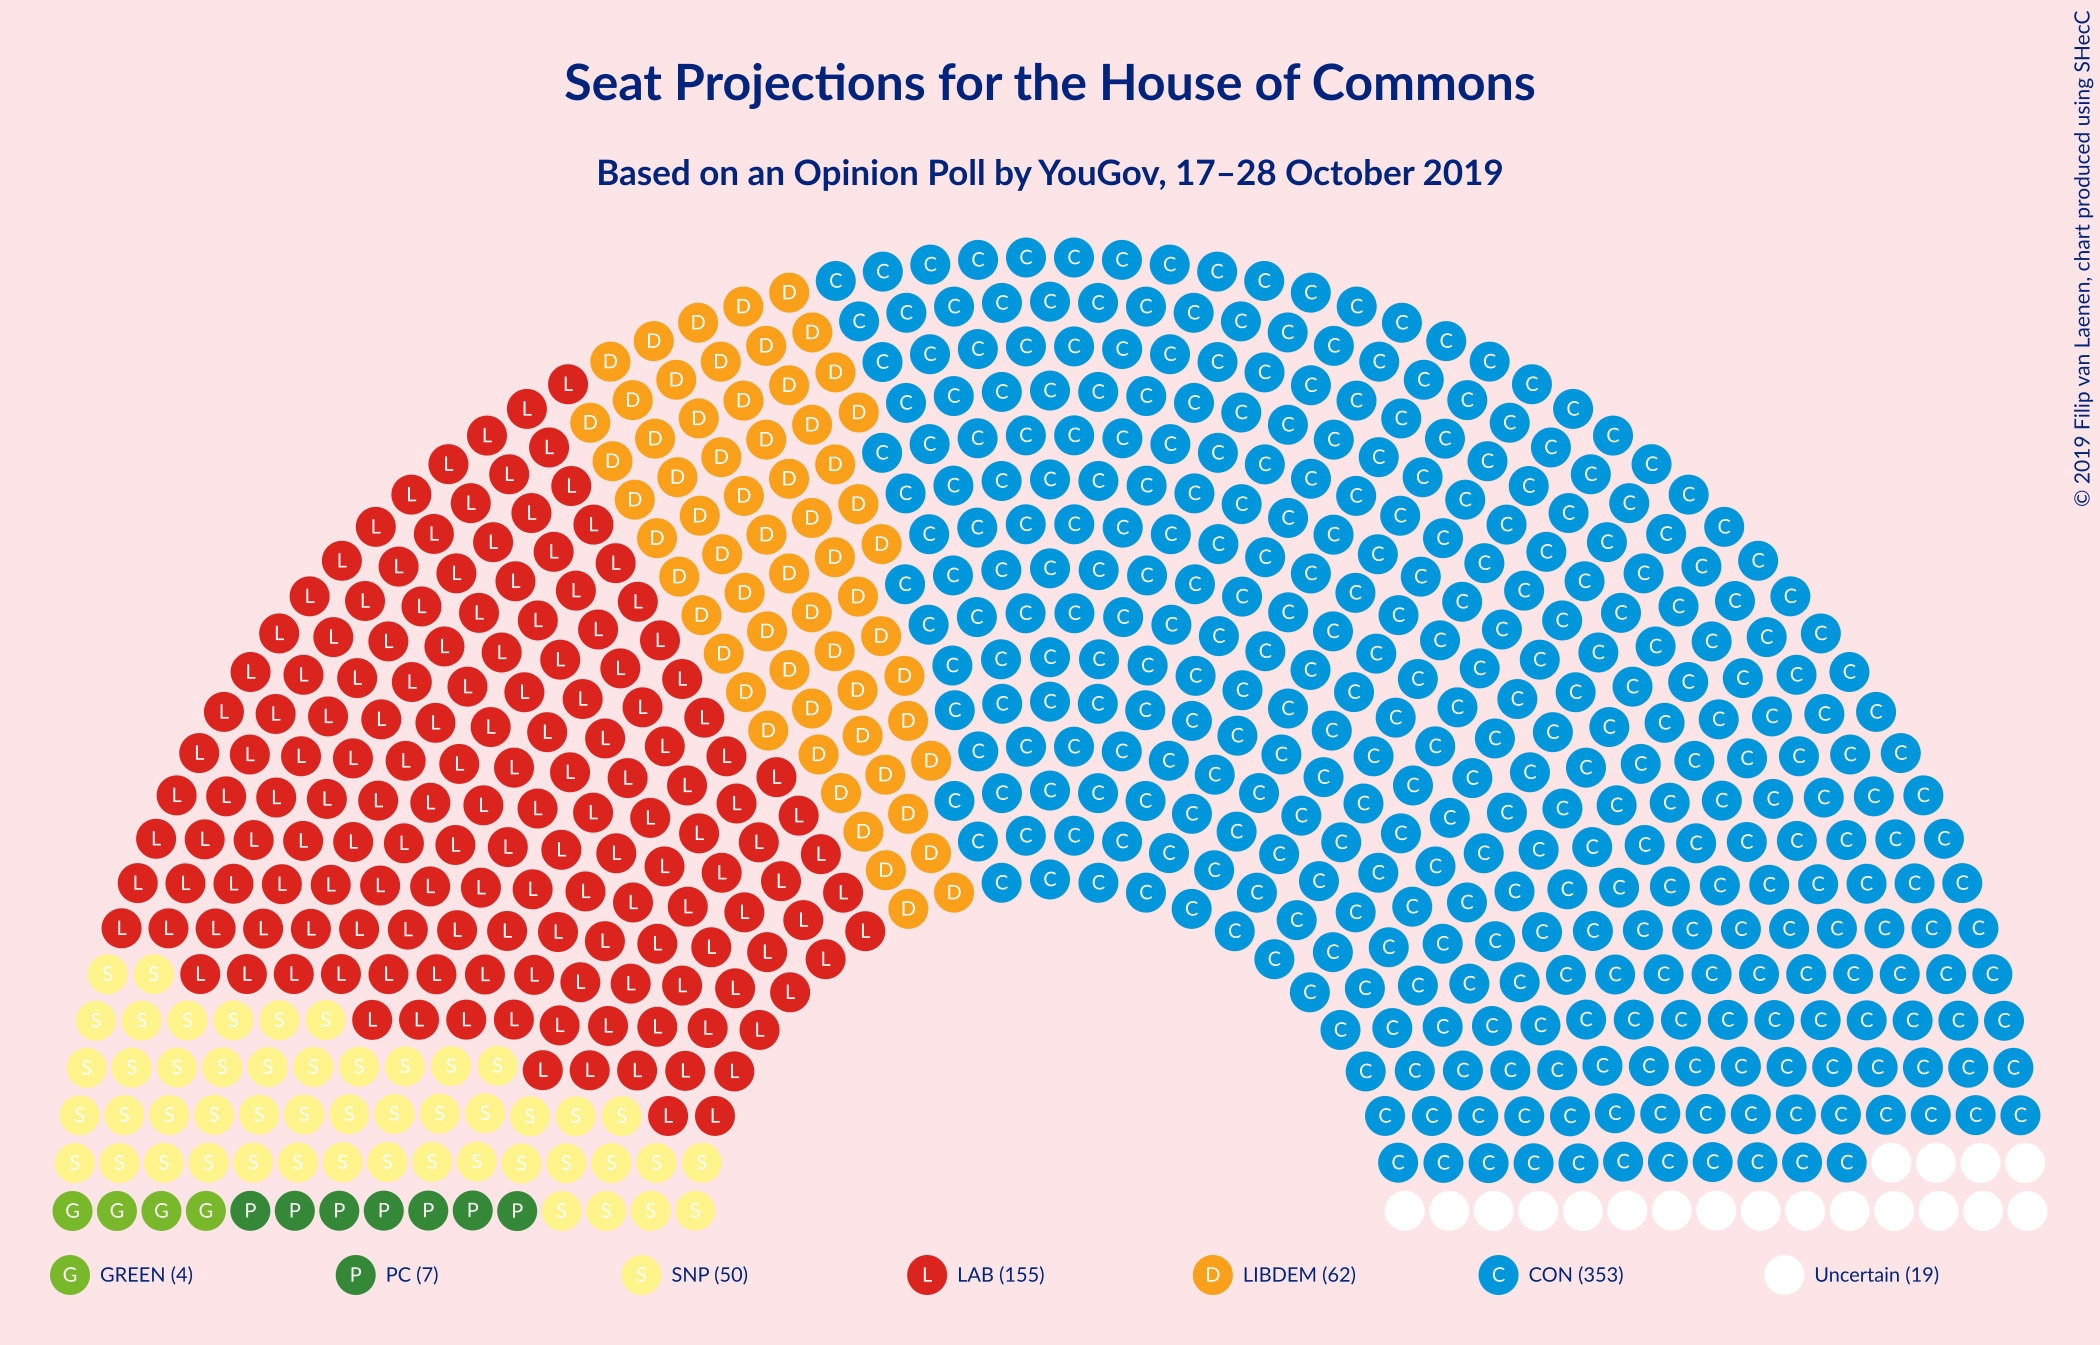 Seat Projections for the House of Commons
Based on an Opinion Poll by YouGov, 17–28 October 2019
© 2019 Filip van Laenen, chart produced using SHecC
G GREEN (4) P PC (7) S SNP (50) L LAB (155) D LIBDEM (62) C CON (353) Uncertain (19)